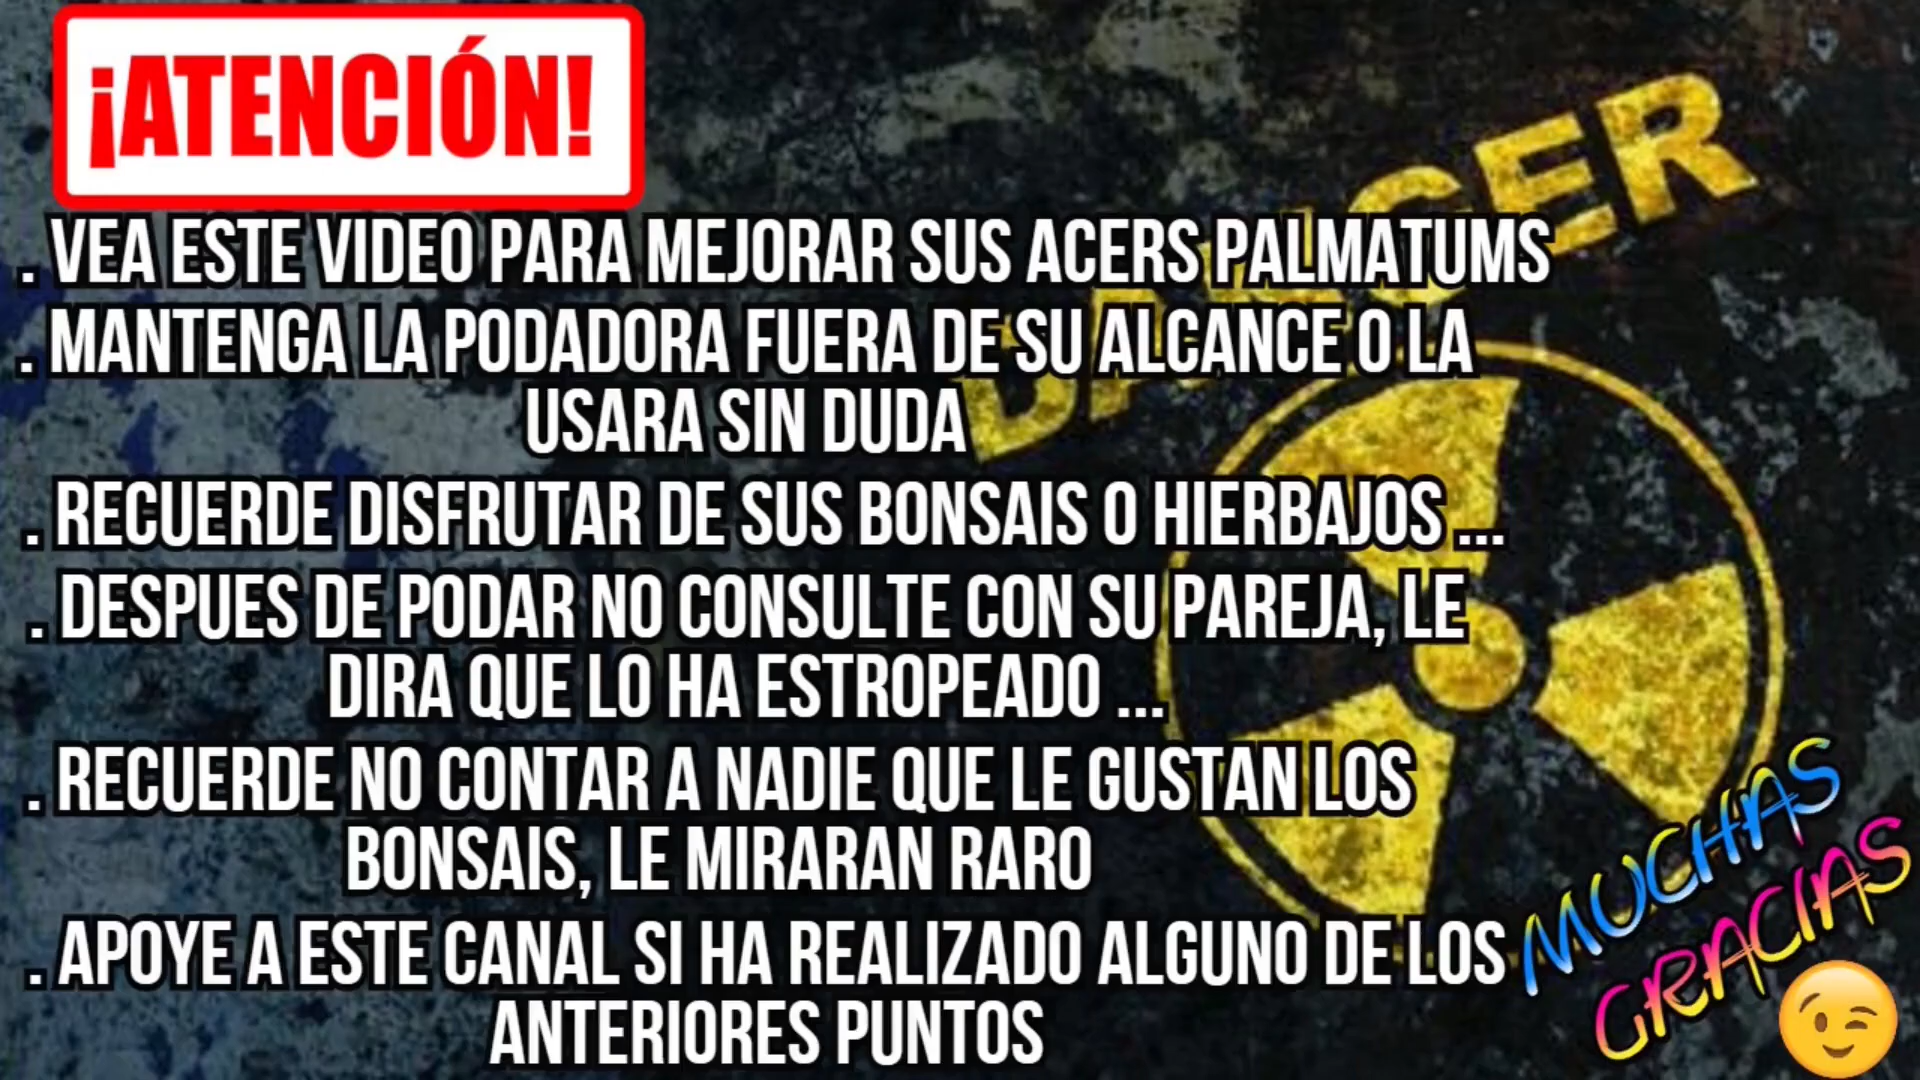 ¡ATENCIÓN!
DANGER
. VEA ESTE VIDEO PARA MEJORAR SUS ACERS PALMATUMS
. MANTENGA LA PODADORA FUERA DE SU ALCANCE O LA
USARA SIN DUDA
. RECUERDE DISFRUTAR DE SUS BONSAIS O HIERBAJOS ...
. DESPUES DE PODAR NO CONSULTE CON SU PAREJA, LE
DIRA QUE LO HA ESTROPEADO ...
. RECUERDE NO CONTAR A NADIE QUE LE GUSTAN LOS
BONSAIS, LE MIRARAN RARO
. APOYE A ESTE CANAL SI HA REALIZADO ALGUNO DE LOS
ANTERIORES PUNTOS
MUCHAS
GRACIAS